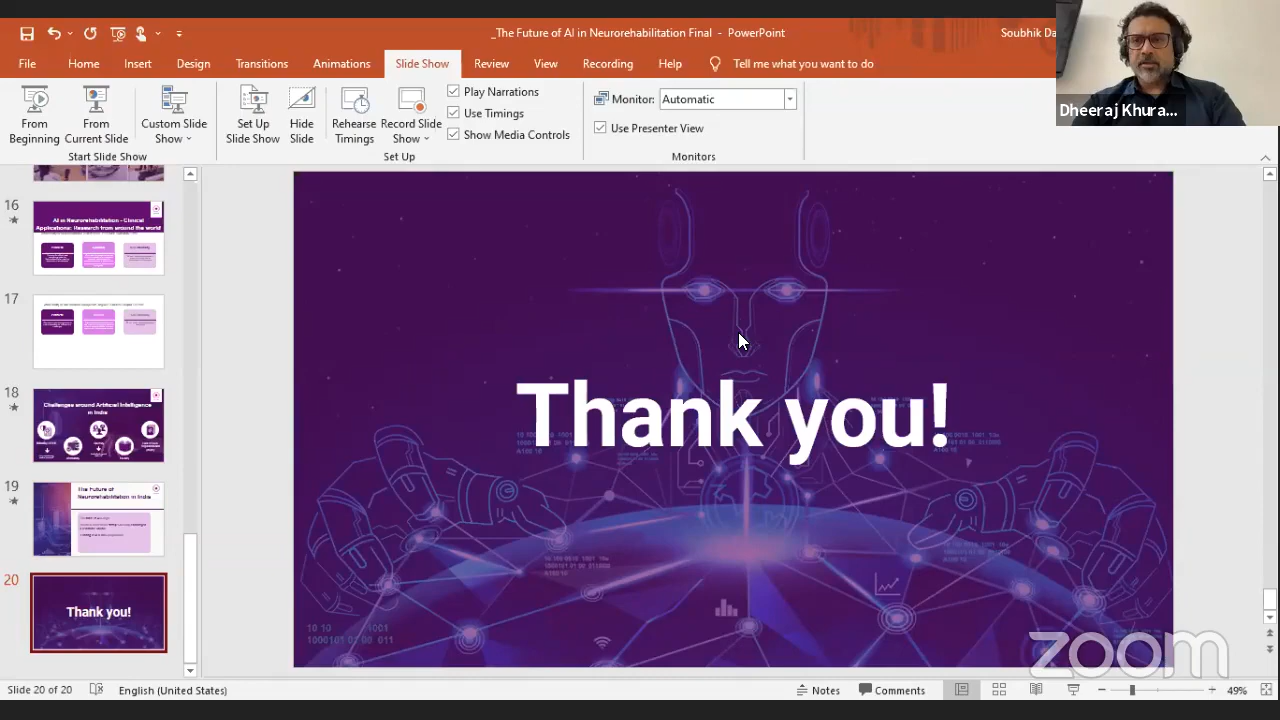 _The Future of AI in Neurorehabilitation Final - PowerPoint
Soubhik Da
File Home Insert Design Transitions Animations Slide Show Review View Recording Help Tell me what you want to do
Dheeraj Khura...
From Beginning
From Current Slide
Custom Slide Show
Set Up Slide Show
Hide Slide
Rehearse Timings
Record Slide Show
Play Narrations
Use Timings
Show Media Controls
Monitor: Automatic
Use Presenter View
Start Slide Show
Set Up
Monitors
16
AI in Neurorehabilitation - Clinical
Applications: Research from around the world
17
18
Challenges around Artificial Intelligence
in India
19
The Future of
Neurorehabilitation in India
20
Thank you!
Thank you!
zoom
Slide 20 of 20
English (United States)
Notes
Comments
49%